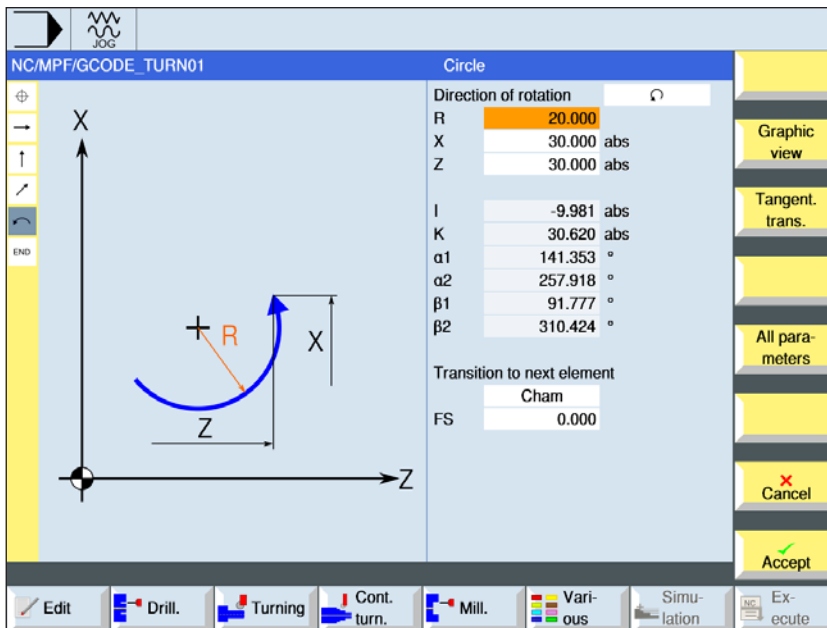 JOG
NC/MPF/GCODE_TURN01
Circle
END
X
R
X
Z
Z
Direction of rotation
R 20.000
X 30.000 abs
Z 30.000 abs
I -9.981 abs
K 30.620 abs
α1 141.353 °
α2 257.918 °
β1 91.777 °
β2 310.424 °
Transition to next element
Cham
FS 0.000
Graphic
view
Tangent.
trans.
All para-
meters
Cancel
Accept
Edit
Drill.
Turning
Cont.
turn.
Mill.
Vari-
ous
Simu-
lation
NC
Ex-
ecute